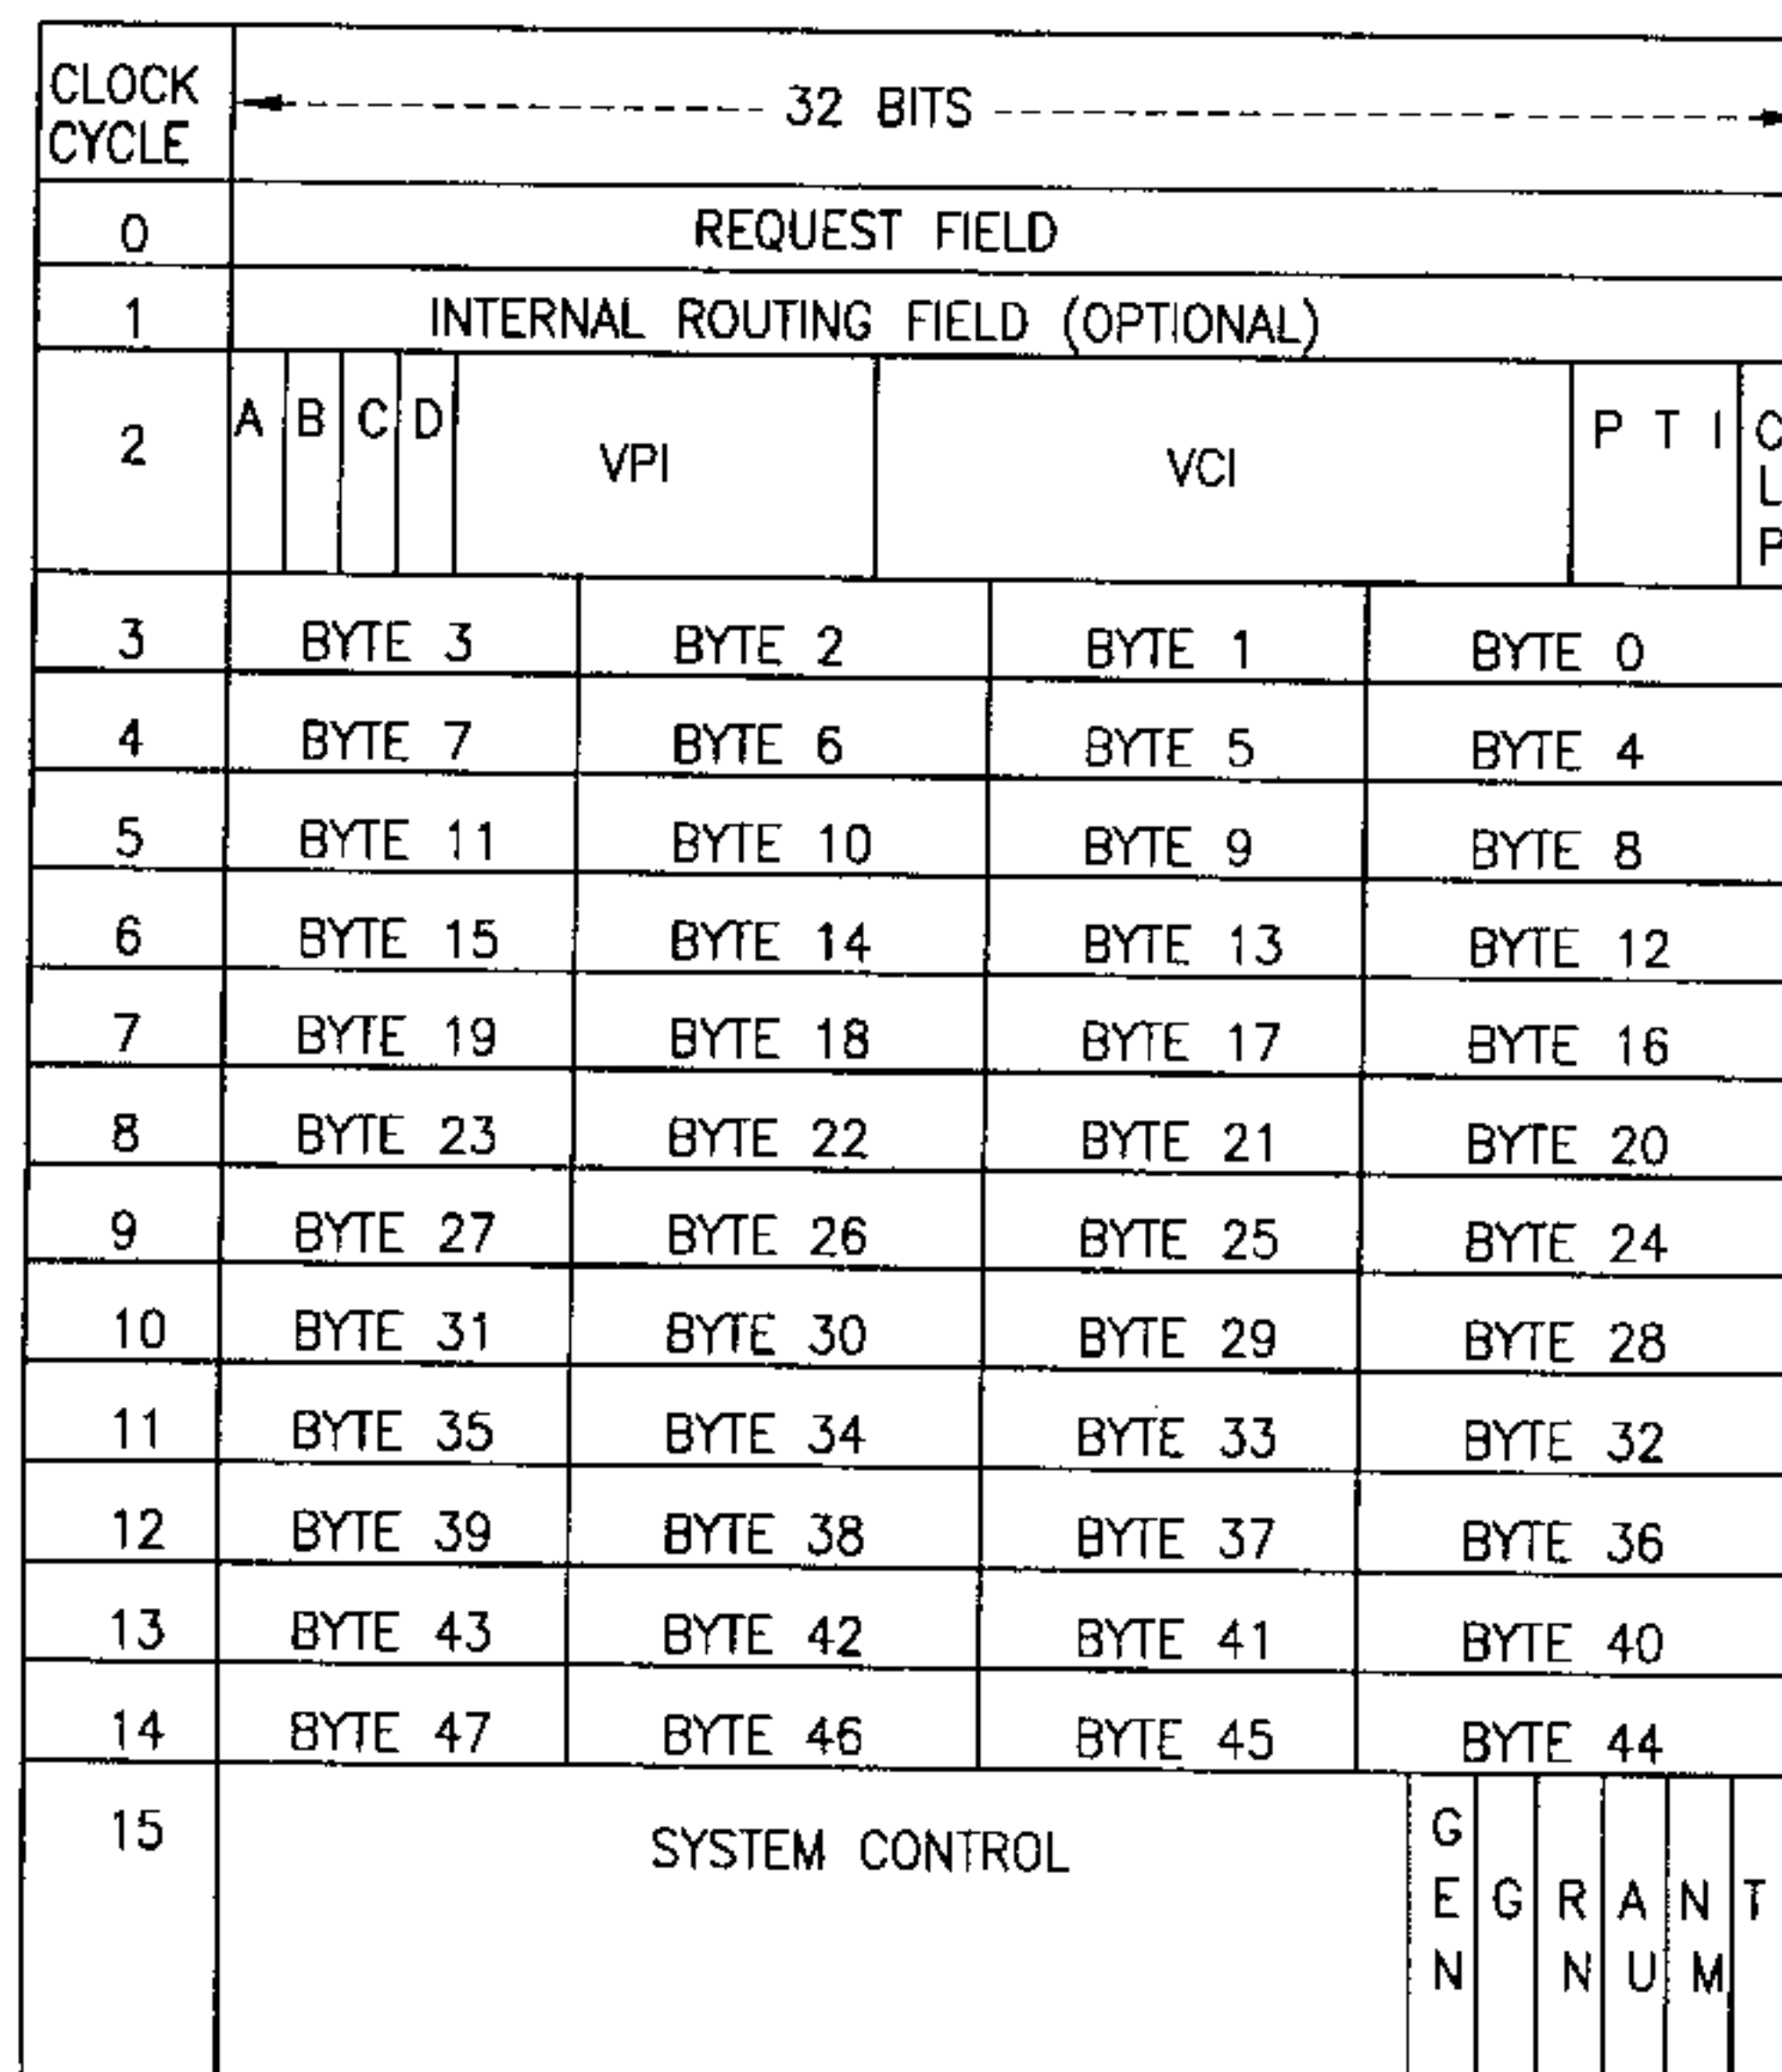 CLOCK
CYCLE
32 BITS
0 REQUEST FIELD
1 INTERNAL ROUTING FIELD (OPTIONAL)
2 A B C D VPI VCI P T I C
L
P
3 BYTE 3 BYTE 2 BYTE 1 BYTE 0
4 BYTE 7 BYTE 6 BYTE 5 BYTE 4
5 BYTE 11 BYTE 10 BYTE 9 BYTE 8
6 BYTE 15 BYTE 14 BYTE 13 BYTE 12
7 BYTE 19 BYTE 18 BYTE 17 BYTE 16
8 BYTE 23 BYTE 22 BYTE 21 BYTE 20
9 BYTE 27 BYTE 26 BYTE 25 BYTE 24
10 BYTE 31 BYTE 30 BYTE 29 BYTE 28
11 BYTE 35 BYTE 34 BYTE 33 BYTE 32
12 BYTE 39 BYTE 38 BYTE 37 BYTE 36
13 BYTE 43 BYTE 42 BYTE 41 BYTE 40
14 BYTE 47 BYTE 46 BYTE 45 BYTE 44
15 SYSTEM CONTROL G
E G R A N T
N N U M